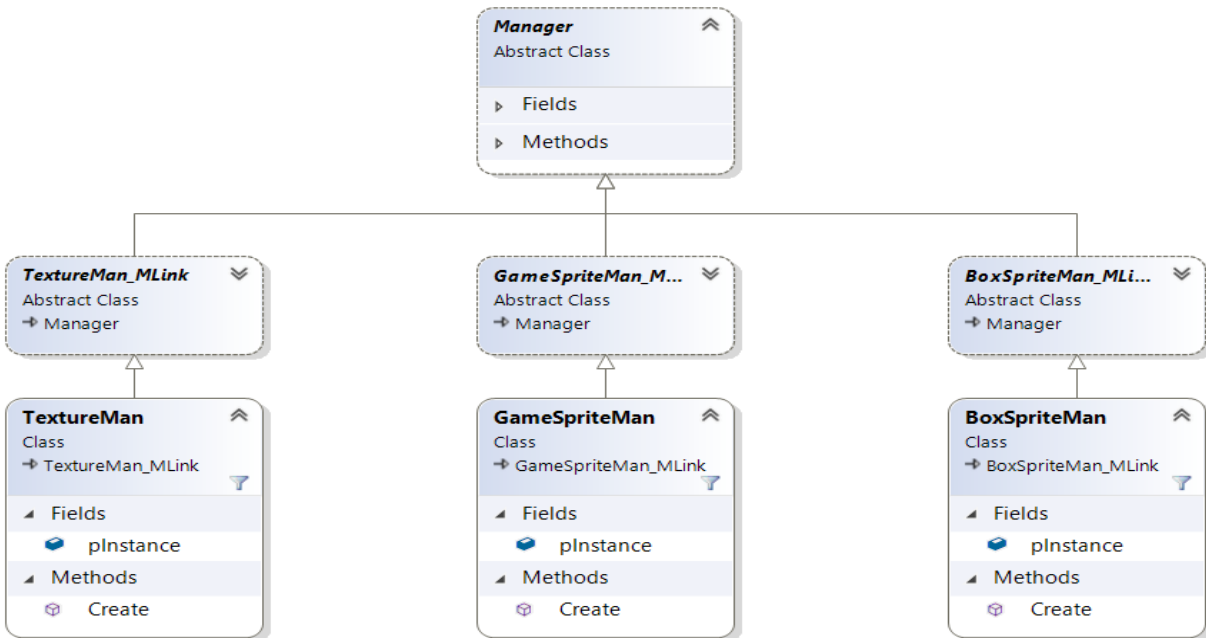 Manager
Abstract Class
Fields
Methods
TextureMan_MLink
Abstract Class
Manager
GameSpriteMan_M...
Abstract Class
Manager
BoxSpriteMan_MLi...
Abstract Class
Manager
TextureMan
Class
TextureMan_MLink
Fields
pInstance
Methods
Create
GameSpriteMan
Class
GameSpriteMan_MLink
Fields
pInstance
Methods
Create
BoxSpriteMan
Class
BoxSpriteMan_MLink
Fields
pInstance
Methods
Create